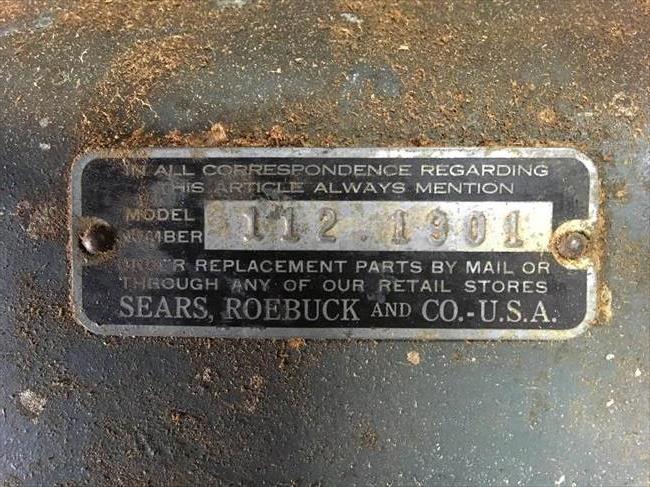 IN ALL CORRESPONDENCE REGARDING
THIS ARTICLE ALWAYS MENTION
MODEL NUMBER 112.1901
ORDER REPLACEMENT PARTS BY MAIL OR
THROUGH ANY OF OUR RETAIL STORES
SEARS, ROEBUCK AND CO.-U.S.A.